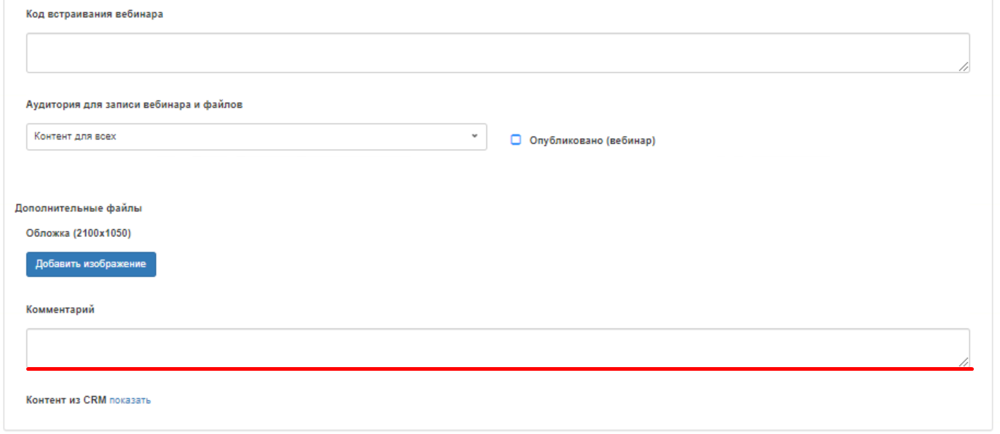 Код встраивания вебинара
Аудитория для записи вебинара и файлов
Контент для всех
Опубликовано (вебинар)
Дополнительные файлы
Обложка (2100x1050)
Добавить изображение
Комментарий
Контент из CRM показать